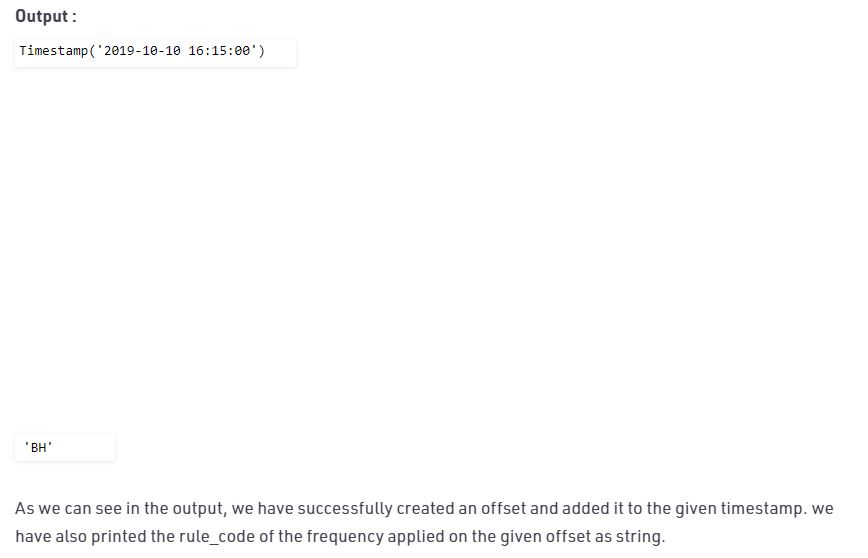 Output :
Timestamp('2019-10-10 16:15:00')
'BH'
As we can see in the output, we have successfully created an offset and added it to the given timestamp. we
have also printed the rule_code of the frequency applied on the given offset as string.